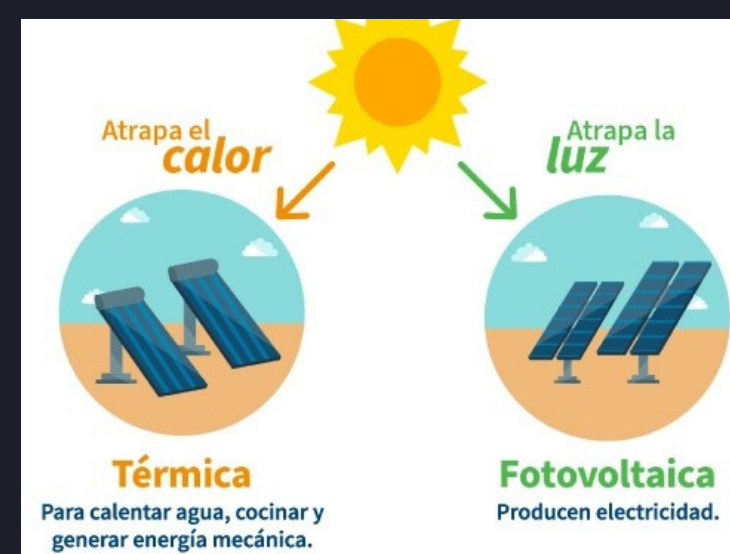 Atrapa el
calor
Atrapa la
luz
Térmica
Para calentar agua, cocinar y
generar energía mecánica.
Fotovoltaica
Producen electricidad.